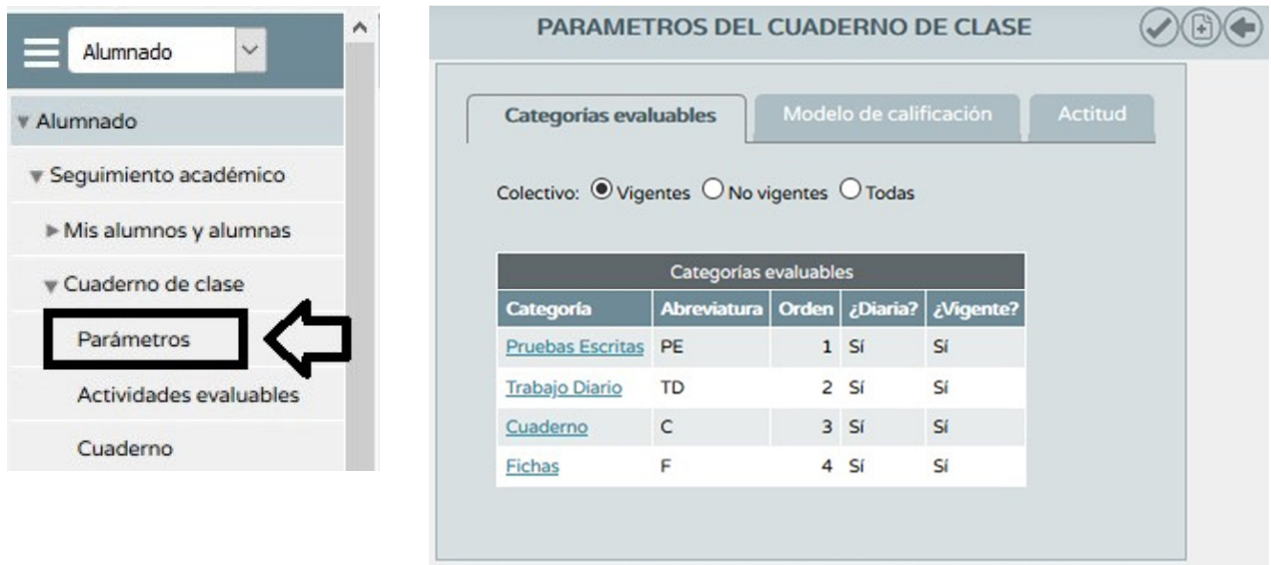 Alumnado
Alumnado
Seguimiento académico
Mis alumnos y alumnas
Cuaderno de clase
Parámetros
Actividades evaluables
Cuaderno
PARAMETROS DEL CUADERNO DE CLASE
Categorías evaluables Modelo de calificación Actitud
Colectivo: Vigentes No vigentes Todas
Categorías evaluables
Categoría Abreviatura Orden ¿Diaria? ¿Vigente?
Pruebas Escritas PE 1 Sí Sí
Trabajo Diario TD 2 Sí Sí
Cuaderno C 3 Sí Sí
Fichas F 4 Sí Sí